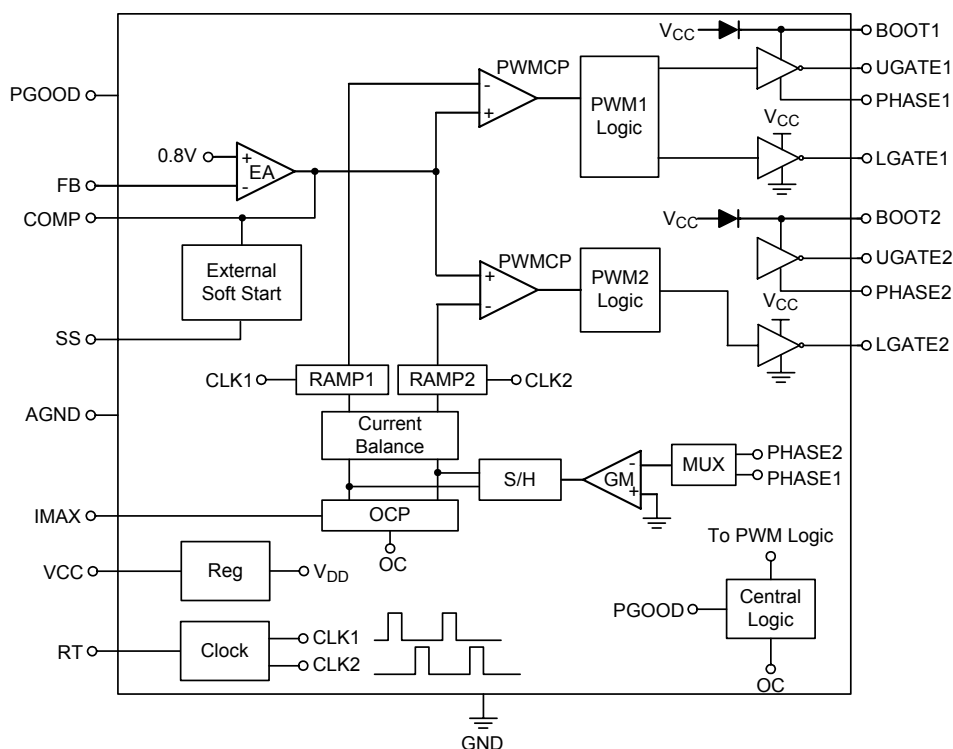 VCC
BOOT1
UGATE1
PHASE1
PGOOD
PWMCP
-
+
PWM1
Logic
VCC
LGATE1
0.8V
+
EA
-
FB
COMP
VCC
BOOT2
UGATE2
PHASE2
External
Soft Start
PWMCP
+
-
PWM2
Logic
VCC
LGATE2
SS
CLK1
RAMP1
RAMP2
CLK2
AGND
Current
Balance
S/H
GM
-
+
MUX
PHASE2
PHASE1
IMAX
OCP
OC
VCC
Reg
VDD
To PWM Logic
PGOOD
Central
Logic
OC
RT
Clock
CLK1
CLK2
GND